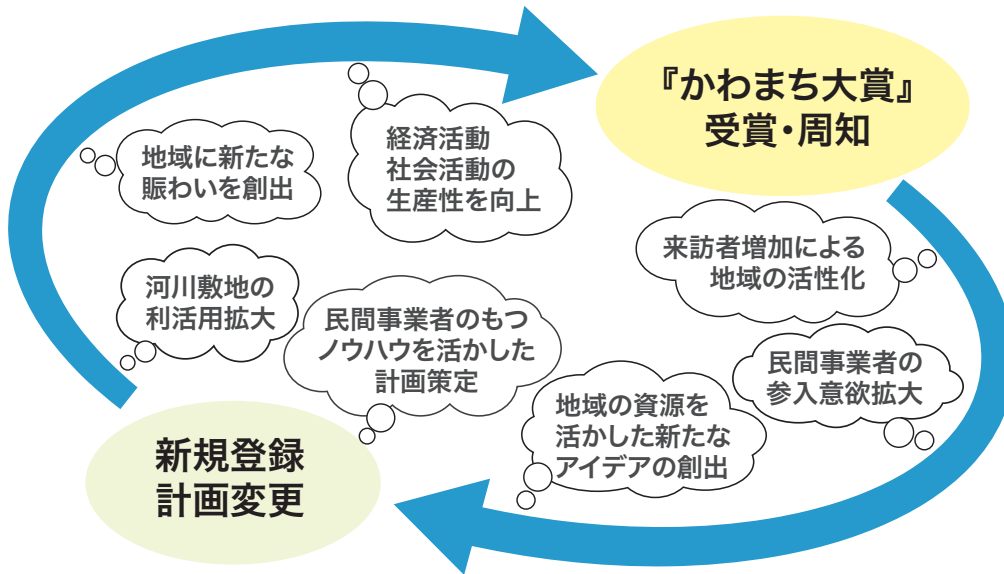 『かわまち大賞』
受賞・周知
経済活動
社会活動の
生産性を向上
地域に新たな
賑わいを創出
来訪者増加による
地域の活性化
河川敷地の
利活用拡大
民間事業者のもつ
ノウハウを活かした
計画策定
民間事業者の
参入意欲拡大
地域の資源を
活かした新たな
アイデアの創出
新規登録
計画変更